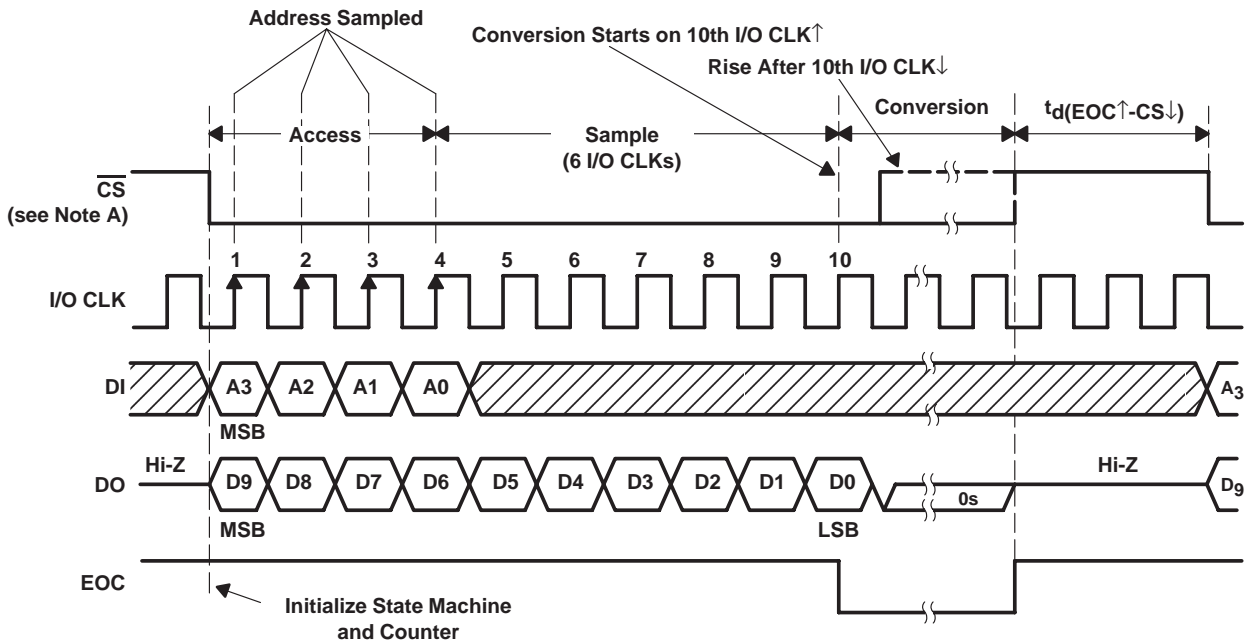 Address Sampled
Conversion Starts on 10th I/O CLK↑
Rise After 10th I/O CLK↓
Access
Sample
(6 I/O CLKs)
Conversion
td(EOC↑-CS↓)
CS
(see Note A)
1 2 3 4 5 6 7 8 9 10
I/O CLK
DI
A3 A2 A1 A0 A3
MSB
Hi-Z
Hi-Z
DO
D9 D8 D7 D6 D5 D4 D3 D2 D1 D0 0s D9
MSB LSB
EOC
Initialize State Machine
and Counter